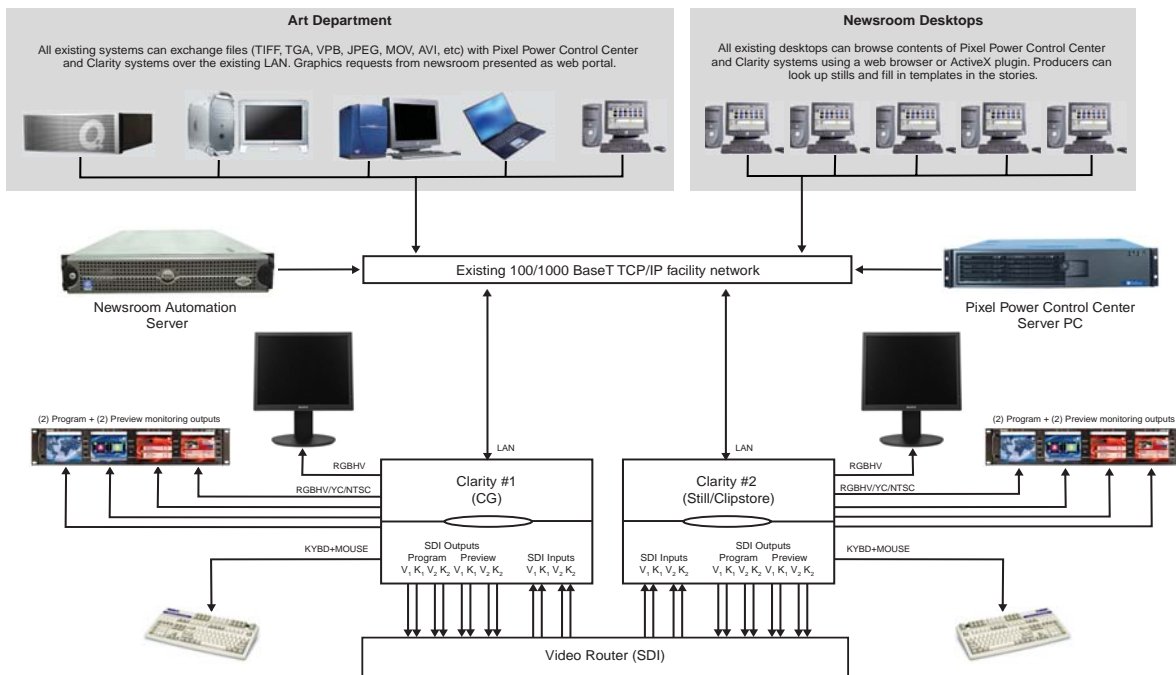 Art Department
All existing systems can exchange files (TIFF, TGA, VPB, JPEG, MOV, AVI, etc) with Pixel Power Control Center
and Clarity systems over the existing LAN. Graphics requests from newsroom presented as web portal.
Newsroom Desktops
All existing desktops can browse contents of Pixel Power Control Center
and Clarity systems using a web browser or ActiveX plugin. Producers can
look up stills and fill in templates in the stories.
Existing 100/1000 BaseT TCP/IP facility network
Newsroom Automation
Server
Pixel Power Control Center
Server PC
(2) Program + (2) Preview monitoring outputs
(2) Program + (2) Preview monitoring outputs
LAN
LAN
RGBHV
RGBHV
Clarity #1
(CG)
Clarity #2
(Still/Clipstore)
RGBHV/YC/NTSC
RGBHV/YC/NTSC
KYBD+MOUSE
SDI Outputs
Program Preview
V₁ K₁ V₂ K₂ V₁ K₁ V₂ K₂
SDI Inputs
V₁ K₁ V₂ K₂
SDI Inputs
V₁ K₁ V₂ K₂
SDI Outputs
Program Preview
V₁ K₁ V₂ K₂ V₁ K₁ V₂ K₂
KYBD+MOUSE
Video Router (SDI)